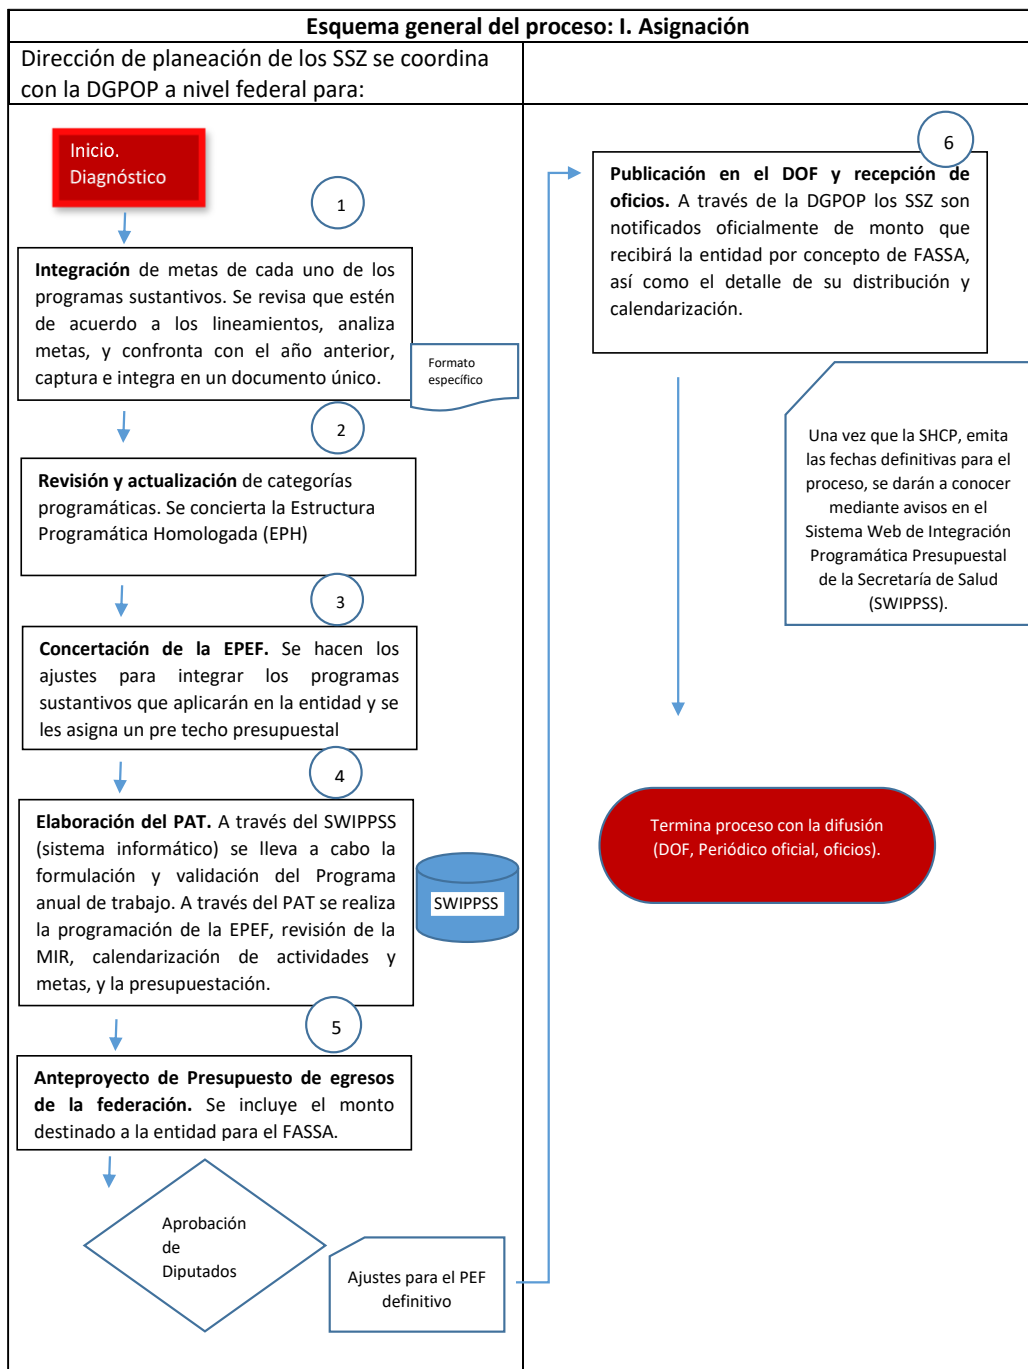 Esquema general del proceso: I. Asignación
Dirección de planeación de los SSZ se coordina
con la DGPOP a nivel federal para:
Inicio.
Diagnóstico
1
Integración de metas de cada uno de los
programas sustantivos. Se revisa que estén
de acuerdo a los lineamientos, analiza
metas, y confronta con el año anterior,
captura e integra en un documento único.
Formato
específico
2
Revisión y actualización de categorías
programáticas. Se concierta la Estructura
Programática Homologada (EPH)
3
Concertación de la EPEF. Se hacen los
ajustes para integrar los programas
sustantivos que aplicarán en la entidad y se
les asigna un pre techo presupuestal
4
Elaboración del PAT. A través del SWIPPSS
(sistema informático) se lleva a cabo la
formulación y validación del Programa
anual de trabajo. A través del PAT se realiza
la programación de la EPEF, revisión de la
MIR, calendarización de actividades y
metas, y la presupuestación.
SWIPPSS
5
Anteproyecto de Presupuesto de egresos
de la federación. Se incluye el monto
destinado a la entidad para el FASSA.
Aprobación
de
Diputados
Ajustes para el PEF
definitivo
6
Publicación en el DOF y recepción de
oficios. A través de la DGPOP los SSZ son
notificados oficialmente de monto que
recibirá la entidad por concepto de FASSA,
así como el detalle de su distribución y
calendarización.
Una vez que la SHCP, emita
las fechas definitivas para el
proceso, se darán a conocer
mediante avisos en el
Sistema Web de Integración
Programática Presupuestal
de la Secretaría de Salud
(SWIPPSS).
Termina proceso con la difusión
(DOF, Periódico oficial, oficios).